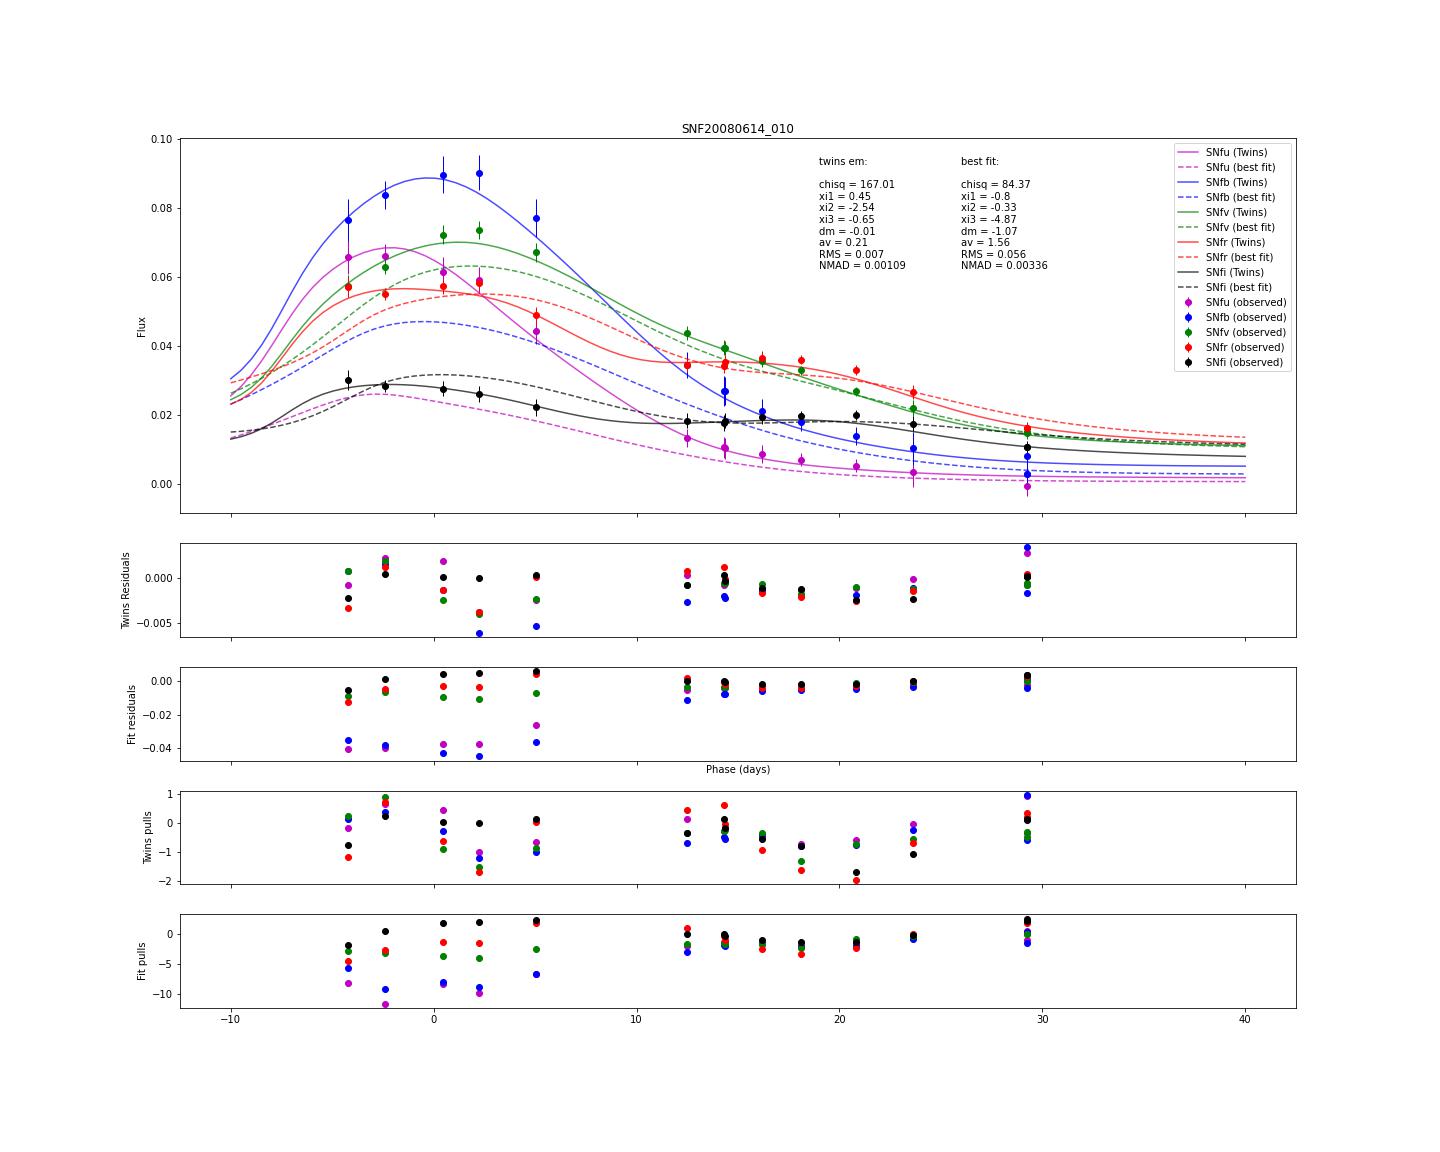 SNF20080614_010
0.10
0.08
0.06
0.04
0.02
0.00
Flux
twins em:
chisq = 167.01
xi1 = 0.45
xi2 = -2.54
xi3 = -0.65
dm = -0.01
av = 0.21
RMS = 0.007
NMAD = 0.00109
best fit:
chisq = 84.37
xi1 = -0.8
xi2 = -0.33
xi3 = -4.87
dm = -1.07
av = 1.56
RMS = 0.056
NMAD = 0.00336
SNfu (Twins)
SNfu (best fit)
SNfb (Twins)
SNfb (best fit)
SNfv (Twins)
SNfv (best fit)
SNfr (Twins)
SNfr (best fit)
SNfi (Twins)
SNfi (best fit)
SNfu (observed)
SNfb (observed)
SNfv (observed)
SNfr (observed)
SNfi (observed)
Twins Residuals
0.000
−0.005
Fit residuals
0.00
−0.02
−0.04
Phase (days)
Twins pulls
1
0
−1
−2
Fit pulls
0
−5
−10
−10
0
10
20
30
40